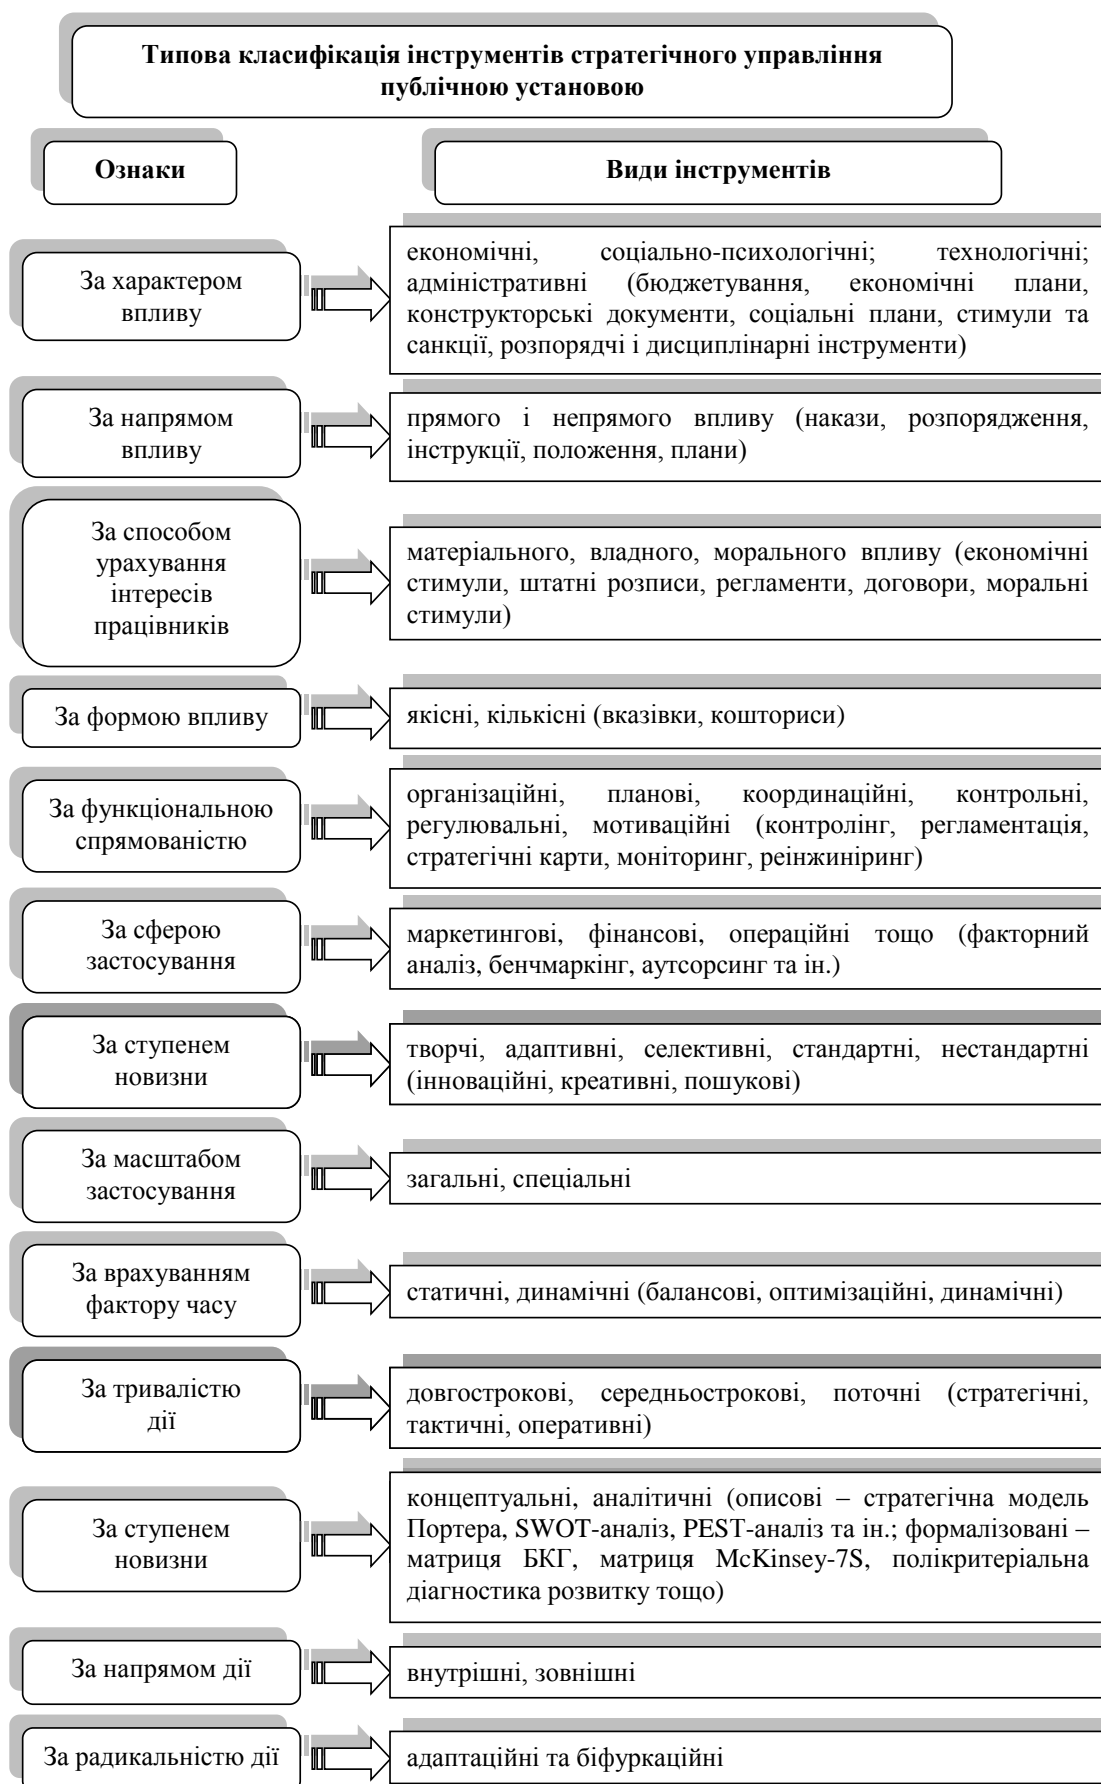 Типова класифікація інструментів стратегічного управління
публічною установою
Ознаки
Види інструментів
За характером
впливу
економічні, соціально-психологічні; технологічні;
адміністративні (бюджетування, економічні плани,
конструкторські документи, соціальні плани, стимули та
санкції, розпорядчі і дисциплінарні інструменти)
За напрямом
впливу
прямого і непрямого впливу (накази, розпорядження,
інструкції, положення, плани)
За способом
урахування
інтересів
працівників
матеріального, владного, морального впливу (економічні
стимули, штатні розписи, регламенти, договори, моральні
стимули)
За формою впливу
якісні, кількісні (вказівки, кошториси)
За функціональною
спрямованістю
організаційні, планові, координаційні, контрольні,
регулювальні, мотиваційні (контролінг, регламентація,
стратегічні карти, моніторинг, реінжиніринг)
За сферою
застосування
маркетингові, фінансові, операційні тощо (факторний
аналіз, бенчмаркінг, аутсорсинг та ін.)
За ступенем
новизни
творчі, адаптивні, селективні, стандартні, нестандартні
(інноваційні, креативні, пошукові)
За масштабом
застосування
загальні, спеціальні
За врахуванням
фактору часу
статичні, динамічні (балансові, оптимізаційні, динамічні)
За тривалістю
дії
довгострокові, середньострокові, поточні (стратегічні,
тактичні, оперативні)
За ступенем
новизни
концептуальні, аналітичні (описові – стратегічна модель
Портера, SWOT-аналіз, PEST-аналіз та ін.; формалізовані –
матриця БКГ, матриця McKinsey-7S, полікритеріальна
діагностика розвитку тощо)
За напрямом дії
внутрішні, зовнішні
За радикальністю дії
адаптаційні та біфуркаційні